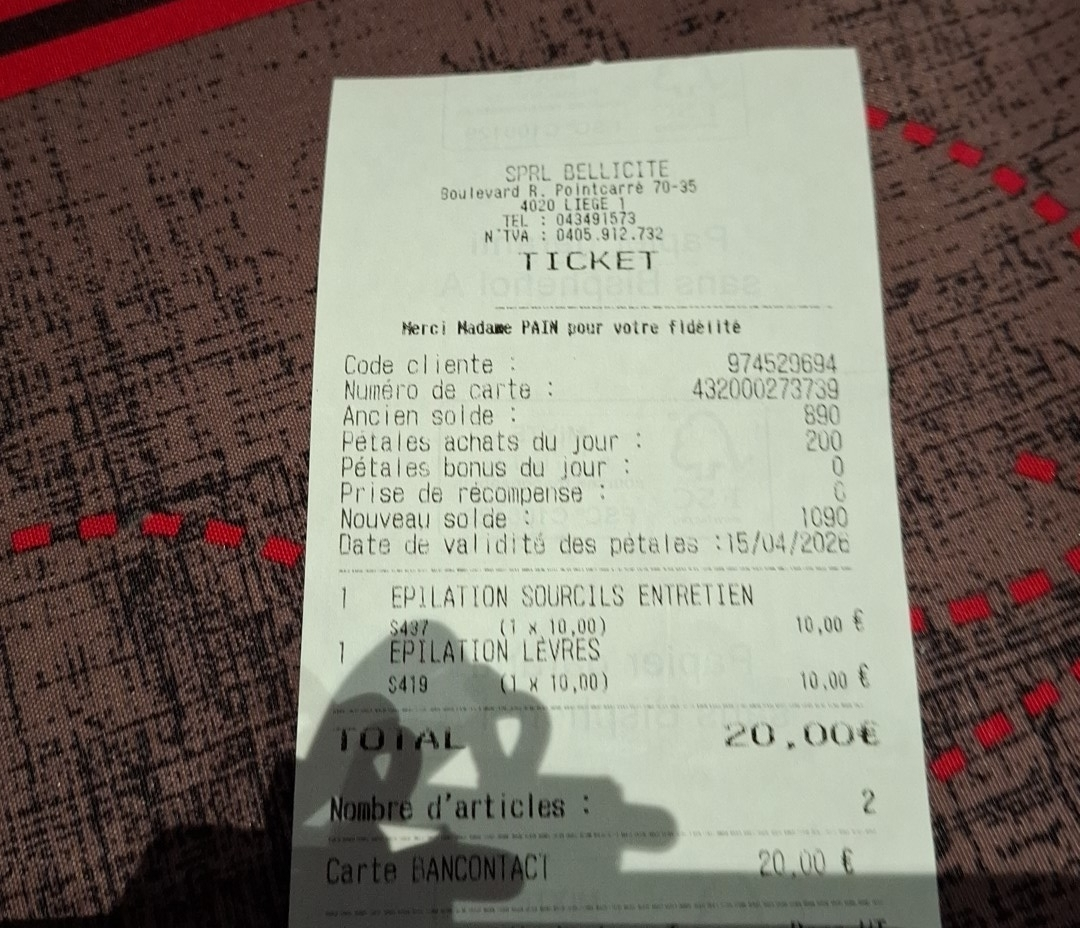 SPRL BELLICITE
Boulevard R. Pointcarré 70-35
4020 LIEGE 1
TEL : 043491573
N°TVA : 0405.912.732
TICKET
Merci Madame PAIN pour votre fidélité
Code cliente : 974529694
Numéro de carte : 432000273739
Ancien solde : 890
Pétales achats du jour : 200
Pétales bonus du jour : 0
Prise de récompense : 0
Nouveau solde : 1090
Date de validité des pétales :15/04/2026
1 EPILATION SOURCILS ENTRETIEN
S437 (1 x 10,00) 10,00 €
1 EPILATION LÈVRES
S419 (1 x 10,00) 10,00 €
TOTAL 20,00€
Nombre d'articles : 2
Carte BANCONTACT 20,00 €